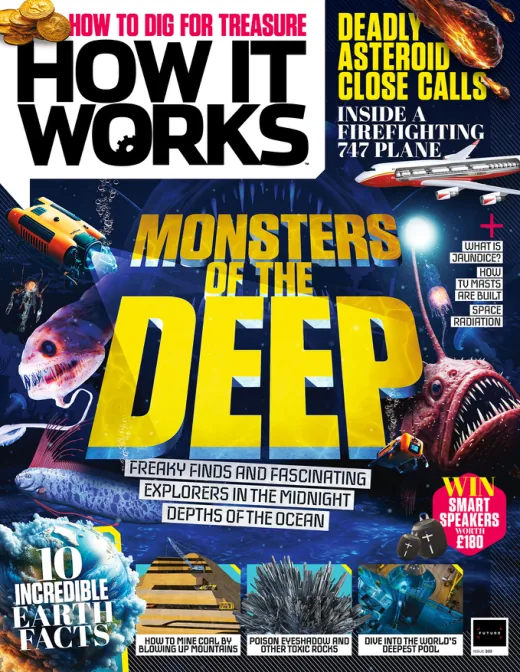 HOW TO DIG FOR TREASURE
HOW IT
WORKS
DEADLY
ASTEROID
CLOSE CALLS
INSIDE A
FIREFIGHTING
747 PLANE
MONSTERS
OF THE
DEEP
+
WHAT IS
JAUNDICE?
HOW
TV MASTS
ARE BUILT
SPACE
RADIATION
FREAKY FINDS AND FASCINATING
EXPLORERS IN THE MIDNIGHT
DEPTHS OF THE OCEAN
WIN
SMART
SPEAKERS
WORTH
£180
10
INCREDIBLE
EARTH
FACTS
HOW TO MINE COAL BY
BLOWING UP MOUNTAINS
POISON EYESHADOW AND
OTHER TOXIC ROCKS
DIVE INTO THE WORLD'S
DEEPEST POOL
FUTURE